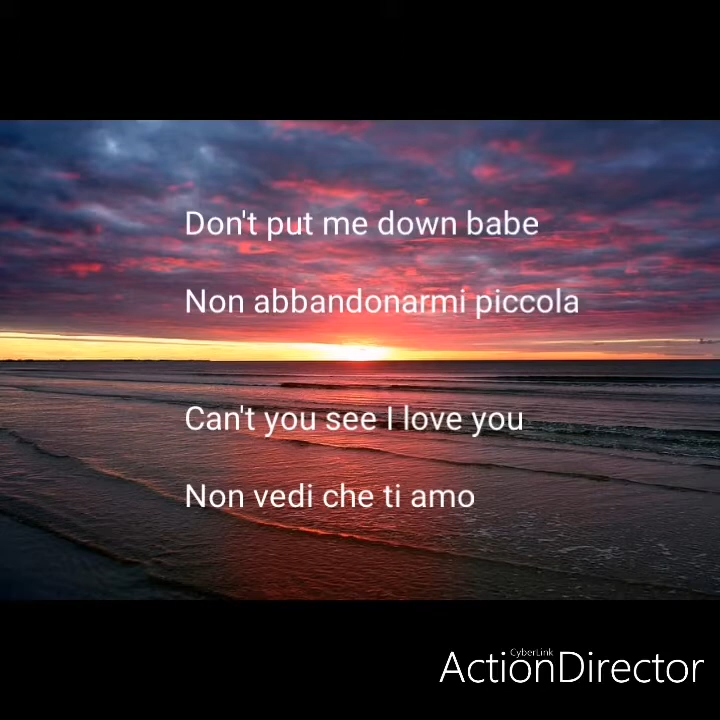 Don't put me down babe
Non abbandonarmi piccola
Can't you see I love you
Non vedi che ti amo
CyberLink
ActionDirector